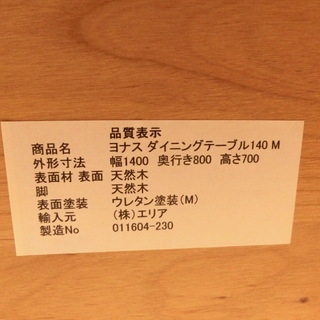 品質表示
商品名 ヨナス ダイニングテーブル140 M
外形寸法 幅1400 奥行き800 高さ700
表面材 表面 天然木
脚 天然木
表面塗装 ウレタン塗装(M)
輸入元 (株)エリア
製造No 011604-230